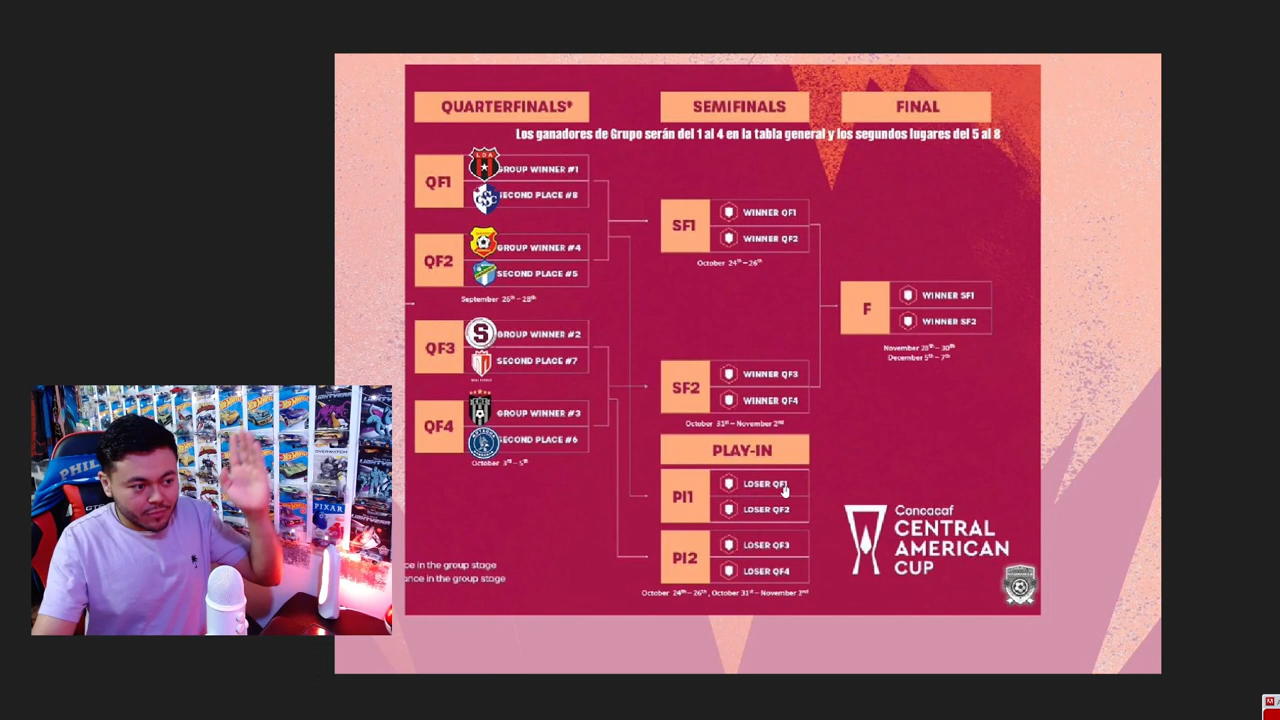 QUARTERFINALS*
SEMIFINALS
FINAL
Los ganadores de Grupo serán del 1 al 4 en la tabla general y los segundos lugares del 5 al 8
QF1
LDA
GROUP WINNER #1
CSC
SECOND PLACE #8
QF2
GROUP WINNER #4
SECOND PLACE #5
September 26th – 28th
QF3
S
GROUP WINNER #2
SECOND PLACE #7
QF4
GROUP WINNER #3
SECOND PLACE #6
October 3rd – 5th
SF1
WINNER QF1
WINNER QF2
October 24th – 26th
SF2
WINNER QF3
WINNER QF4
October 31st – November 2nd
F
WINNER SF1
WINNER SF2
November 28th – 30th
December 5th – 7th
PLAY-IN
PI1
LOSER QF1
LOSER QF2
PI2
LOSER QF3
LOSER QF4
October 24th – 26th, October 31st – November 2nd
ce in the group stage
ance in the group stage
Concacaf
CENTRAL
AMERICAN
CUP
PHIL
PIXAR